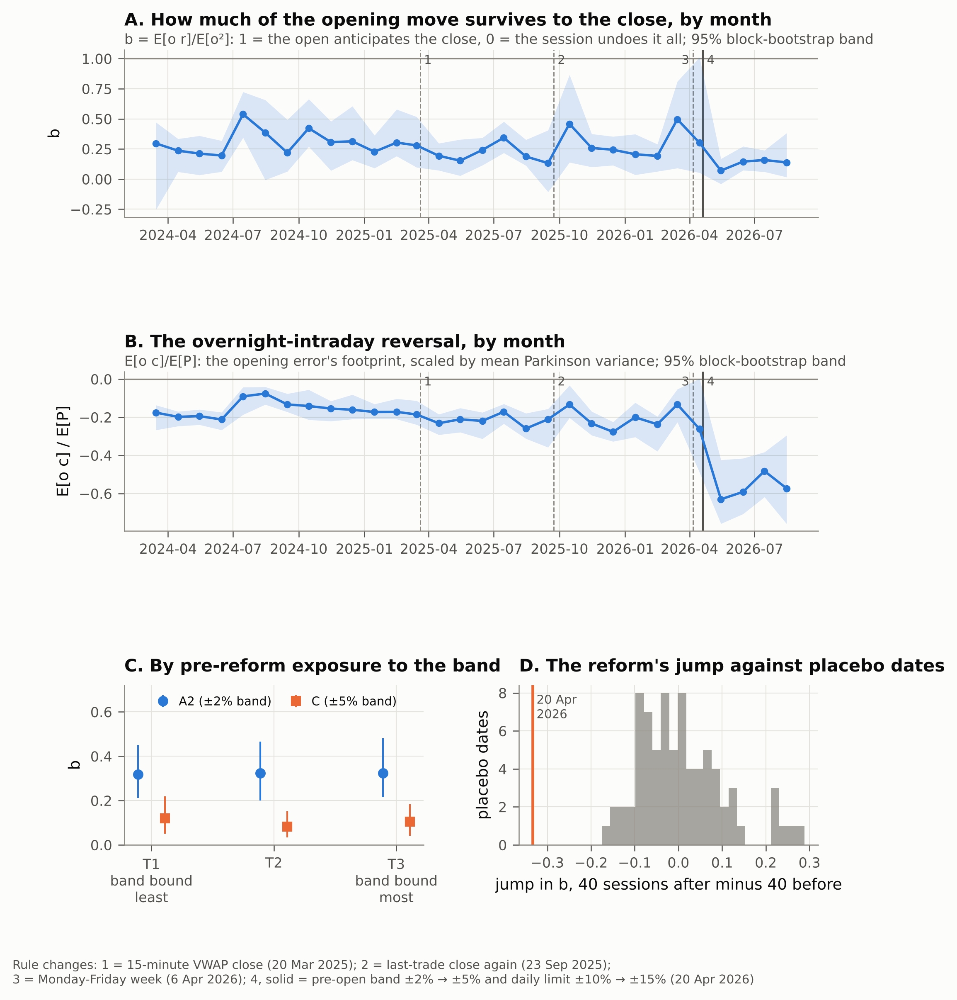 A. How much of the opening move survives to the close, by month
b = E[o r]/E[o²]: 1 = the open anticipates the close, 0 = the session undoes it all; 95% block-bootstrap band
1.00
0.75
0.50
0.25
0.00
−0.25
b
1
2
3
4
2024-04
2024-07
2024-10
2025-01
2025-04
2025-07
2025-10
2026-01
2026-04
2026-07
B. The overnight-intraday reversal, by month
E[o c]/E[P]: the opening error's footprint, scaled by mean Parkinson variance; 95% block-bootstrap band
0.0
−0.2
−0.4
−0.6
E[o c] / E[P]
1
2
3
4
2024-04
2024-07
2024-10
2025-01
2025-04
2025-07
2025-10
2026-01
2026-04
2026-07
C. By pre-reform exposure to the band
A2 (±2% band)
C (±5% band)
0.6
0.4
0.2
0.0
b
T1
band bound
least
T2
T3
band bound
most
D. The reform's jump against placebo dates
20 Apr
2026
8
6
4
2
0
placebo dates
−0.3
−0.2
−0.1
0.0
0.1
0.2
0.3
jump in b, 40 sessions after minus 40 before
Rule changes: 1 = 15-minute VWAP close (20 Mar 2025); 2 = last-trade close again (23 Sep 2025);
3 = Monday-Friday week (6 Apr 2026); 4, solid = pre-open band ±2% → ±5% and daily limit ±10% → ±15% (20 Apr 2026)